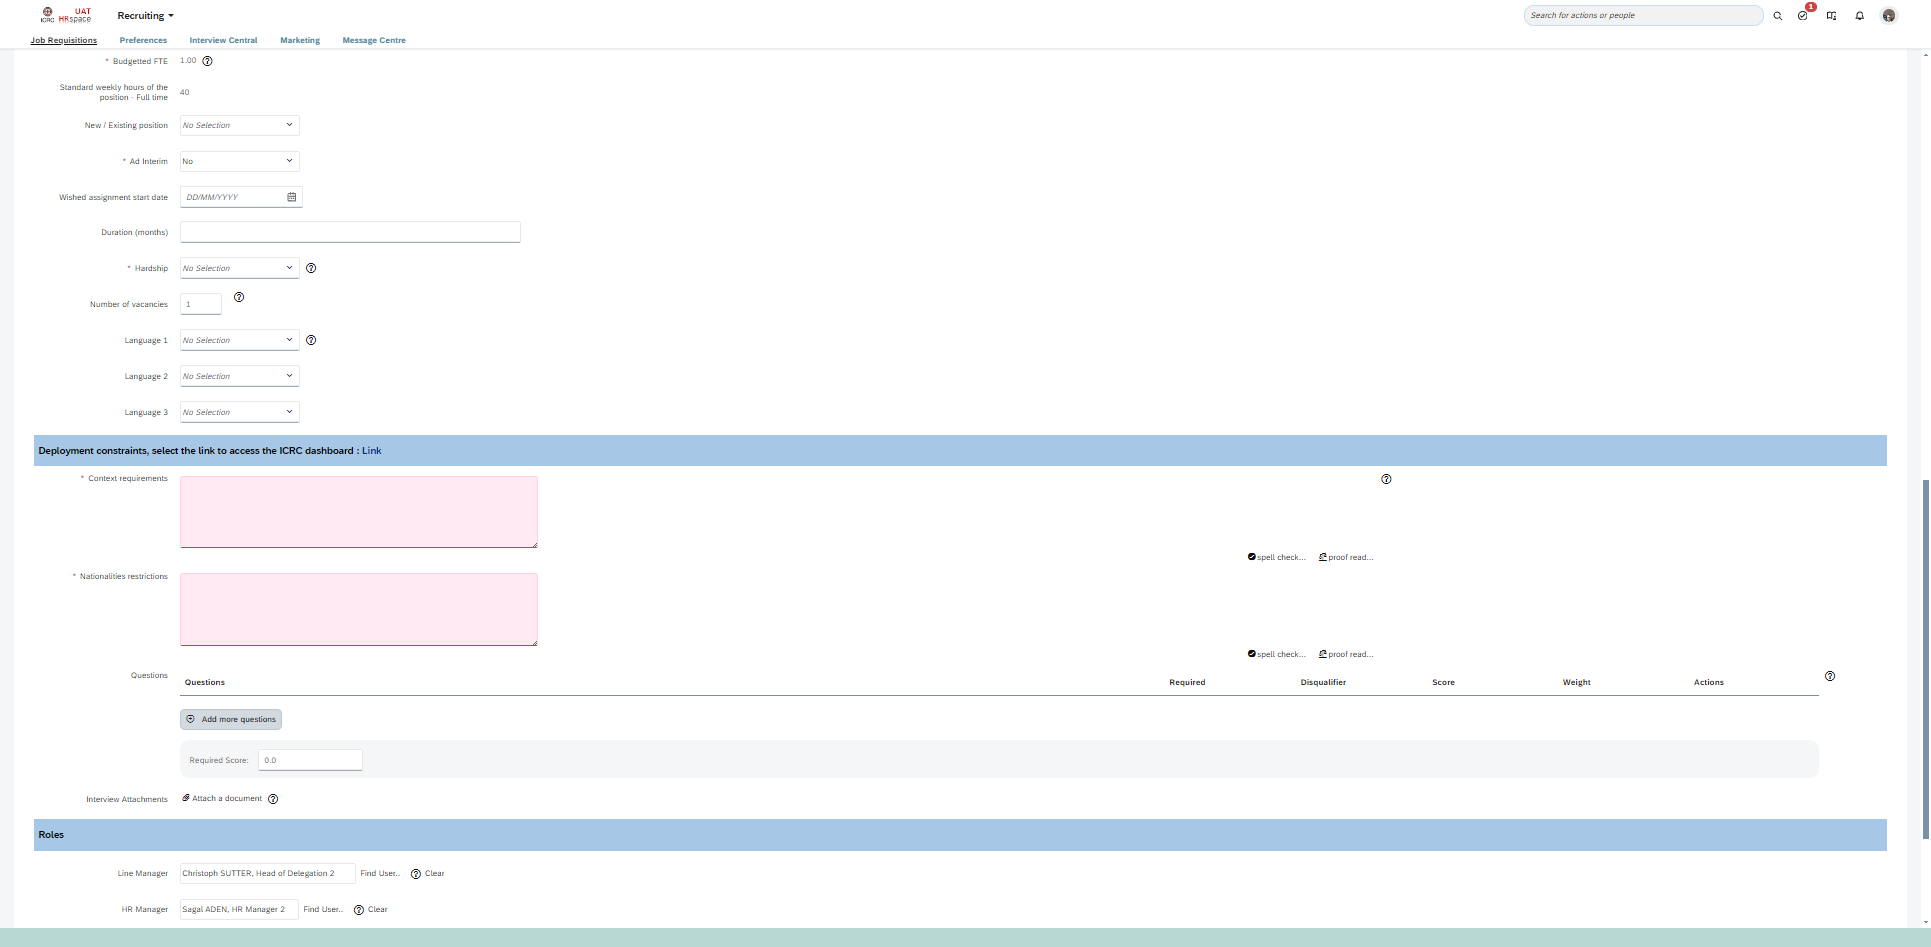 ICRC UAT HRspace Recruiting Search for actions or people 1
Job Requisitions Preferences Interview Central Marketing Message Centre
* Budgetted FTE 1.00
Standard weekly hours of the position - Full time 40
New / Existing position No Selection
* Ad Interim No
Wished assignment start date DD/MM/YYYY
Duration (months)
* Hardship No Selection
Number of vacancies 1
Language 1 No Selection
Language 2 No Selection
Language 3 No Selection
Deployment constraints, select the link to access the ICRC dashboard : Link
* Context requirements
spell check... proof read...
* Nationalities restrictions
spell check... proof read...
Questions Questions Required Disqualifier Score Weight Actions
Add more questions
Required Score: 0.0
Interview Attachments Attach a document
Roles
Line Manager Christoph SUTTER, Head of Delegation 2 Find User.. Clear
HR Manager Sagal ADEN, HR Manager 2 Find User.. Clear